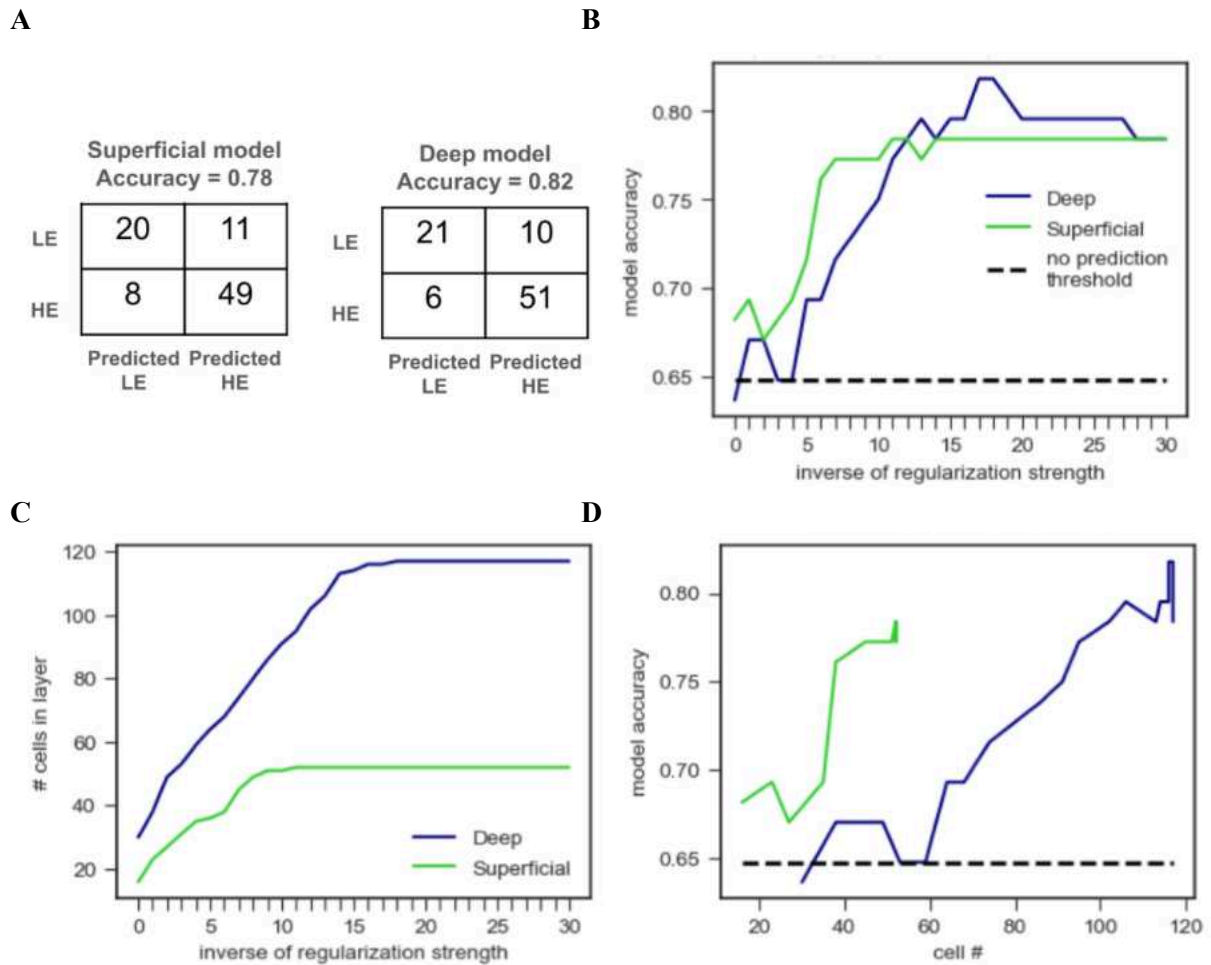 A
Superficial model
Accuracy = 0.78
LE 20 11
HE 8 49
Predicted Predicted
LE HE
Deep model
Accuracy = 0.82
LE 21 10
HE 6 51
Predicted Predicted
LE HE
B
model accuracy
0.80
0.75
0.70
0.65
Deep
Superficial
no prediction
threshold
0 5 10 15 20 25 30
inverse of regularization strength
C
# cells in layer
120
100
80
60
40
20
Deep
Superficial
0 5 10 15 20 25 30
inverse of regularization strength
D
model accuracy
0.80
0.75
0.70
0.65
20 40 60 80 100 120
cell #